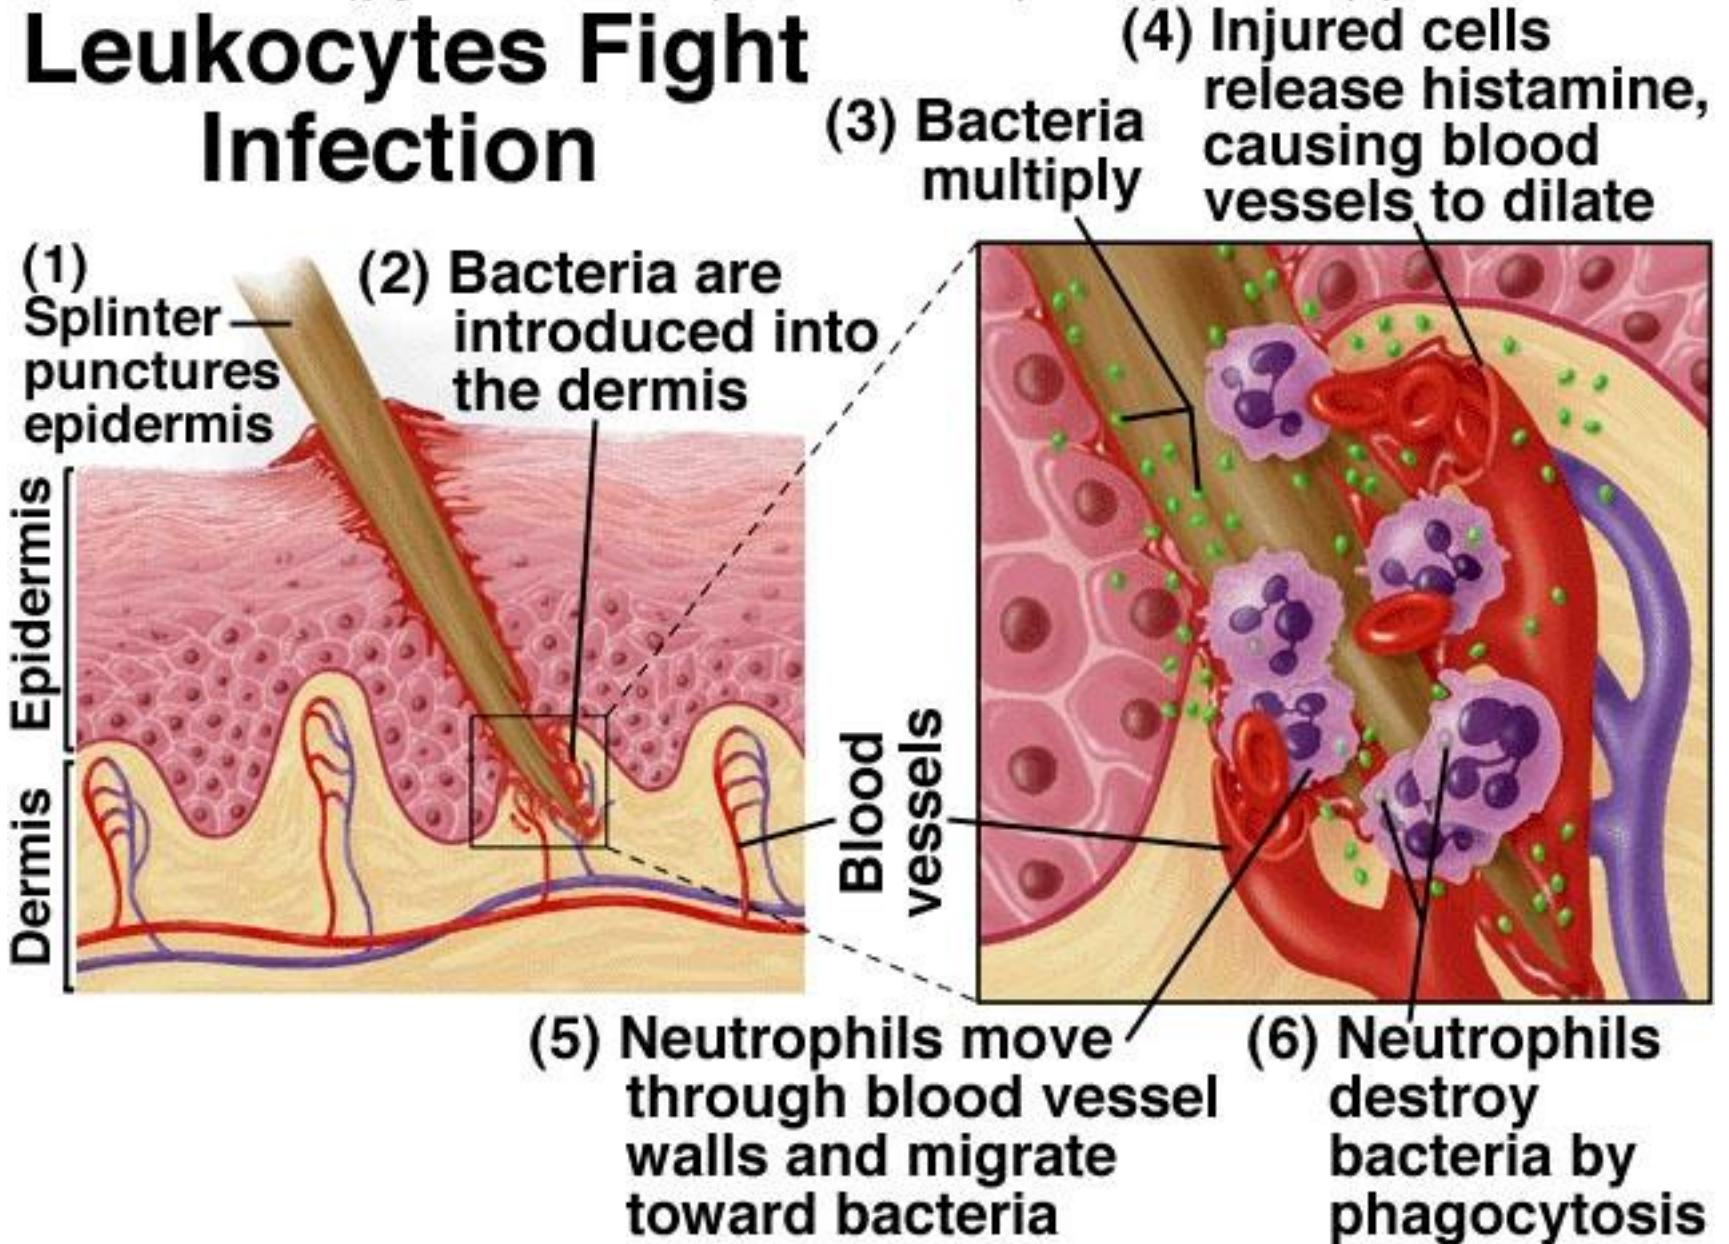 Leukocytes Fight
Infection
(1)
Splinter
punctures
epidermis
(2) Bacteria are
introduced into
the dermis
(3) Bacteria
multiply
(4) Injured cells
release histamine,
causing blood
vessels to dilate
Epidermis
Dermis
Blood
vessels
(5) Neutrophils move
through blood vessel
walls and migrate
toward bacteria
(6) Neutrophils
destroy
bacteria by
phagocytosis